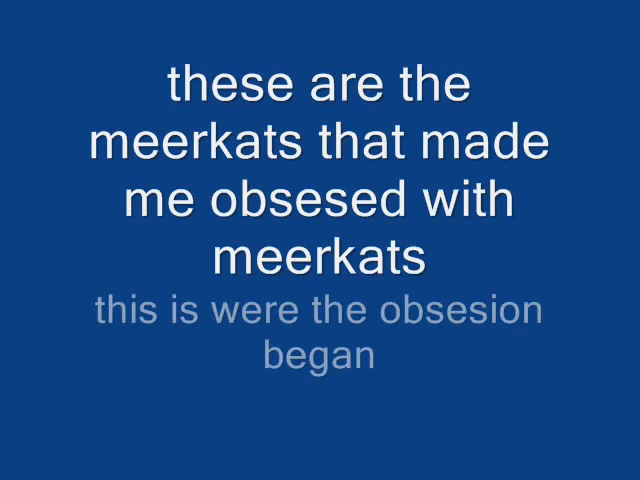 these are the
meerkats that made
me obsesed with
meerkats
this is were the obsesion
began